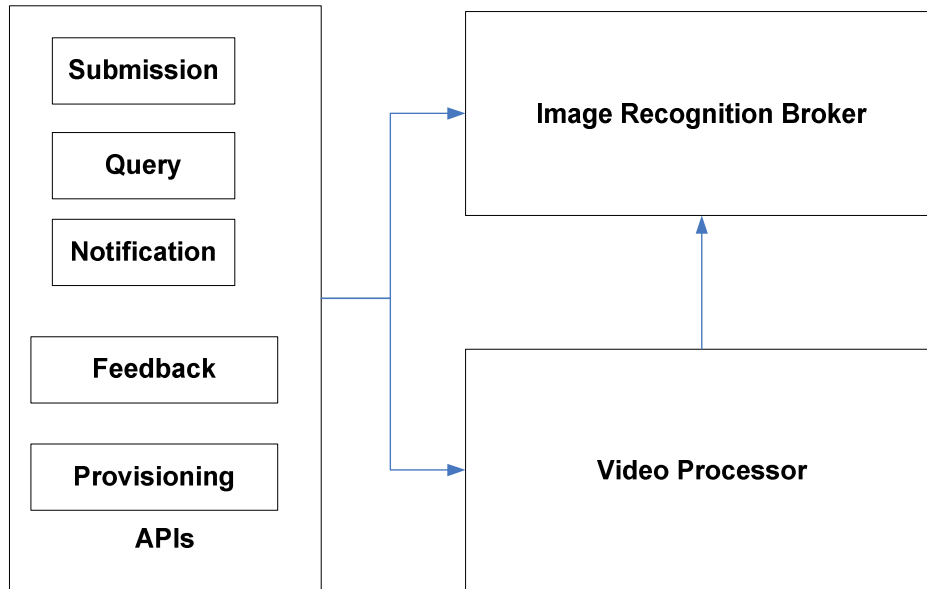 Submission
Query
Notification
Feedback
Provisioning
APIs
Image Recognition Broker
Video Processor